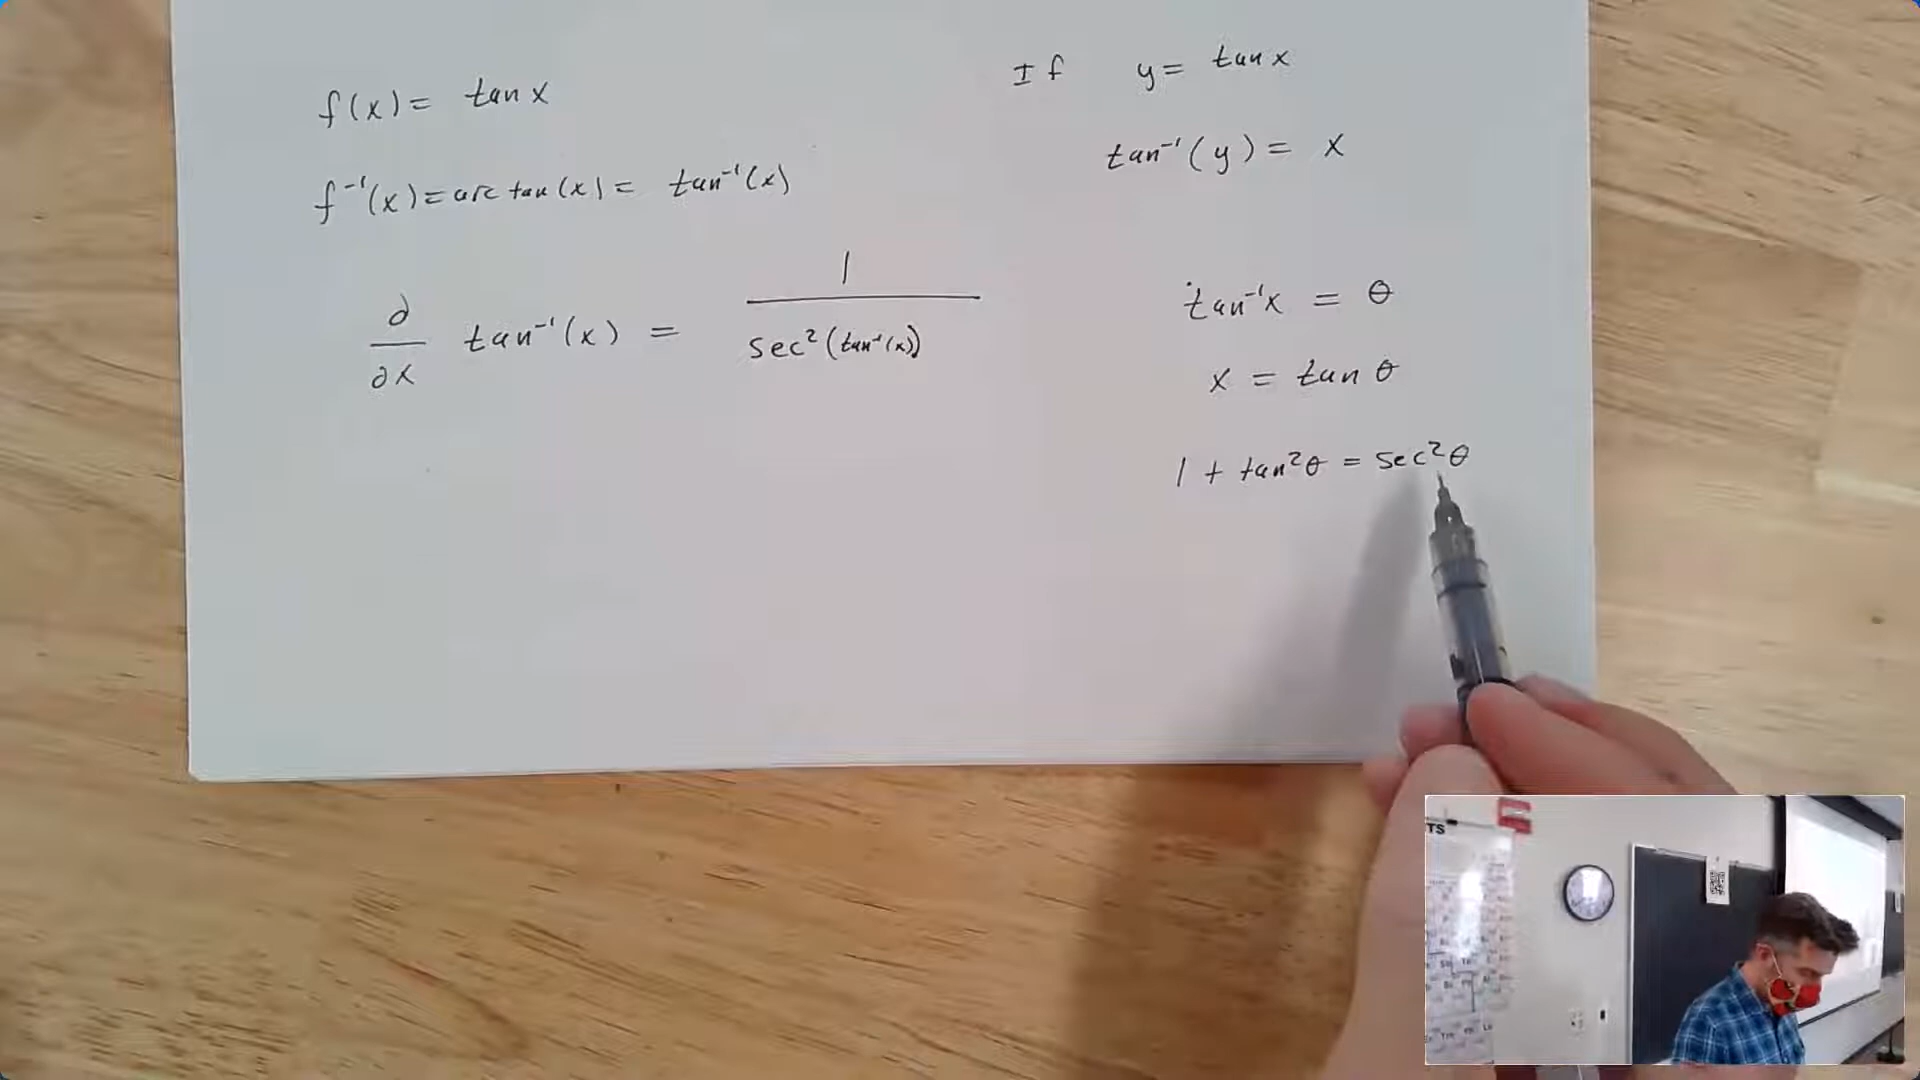 f(x) = tan x
f⁻¹(x) = arc tan(x) = tan⁻¹(x)
∂/∂x tan⁻¹(x) = 1/sec²(tan⁻¹(x))
If y = tan x
tan⁻¹(y) = x
tan⁻¹x = θ
x = tan θ
1 + tan²θ = sec²θ
TS